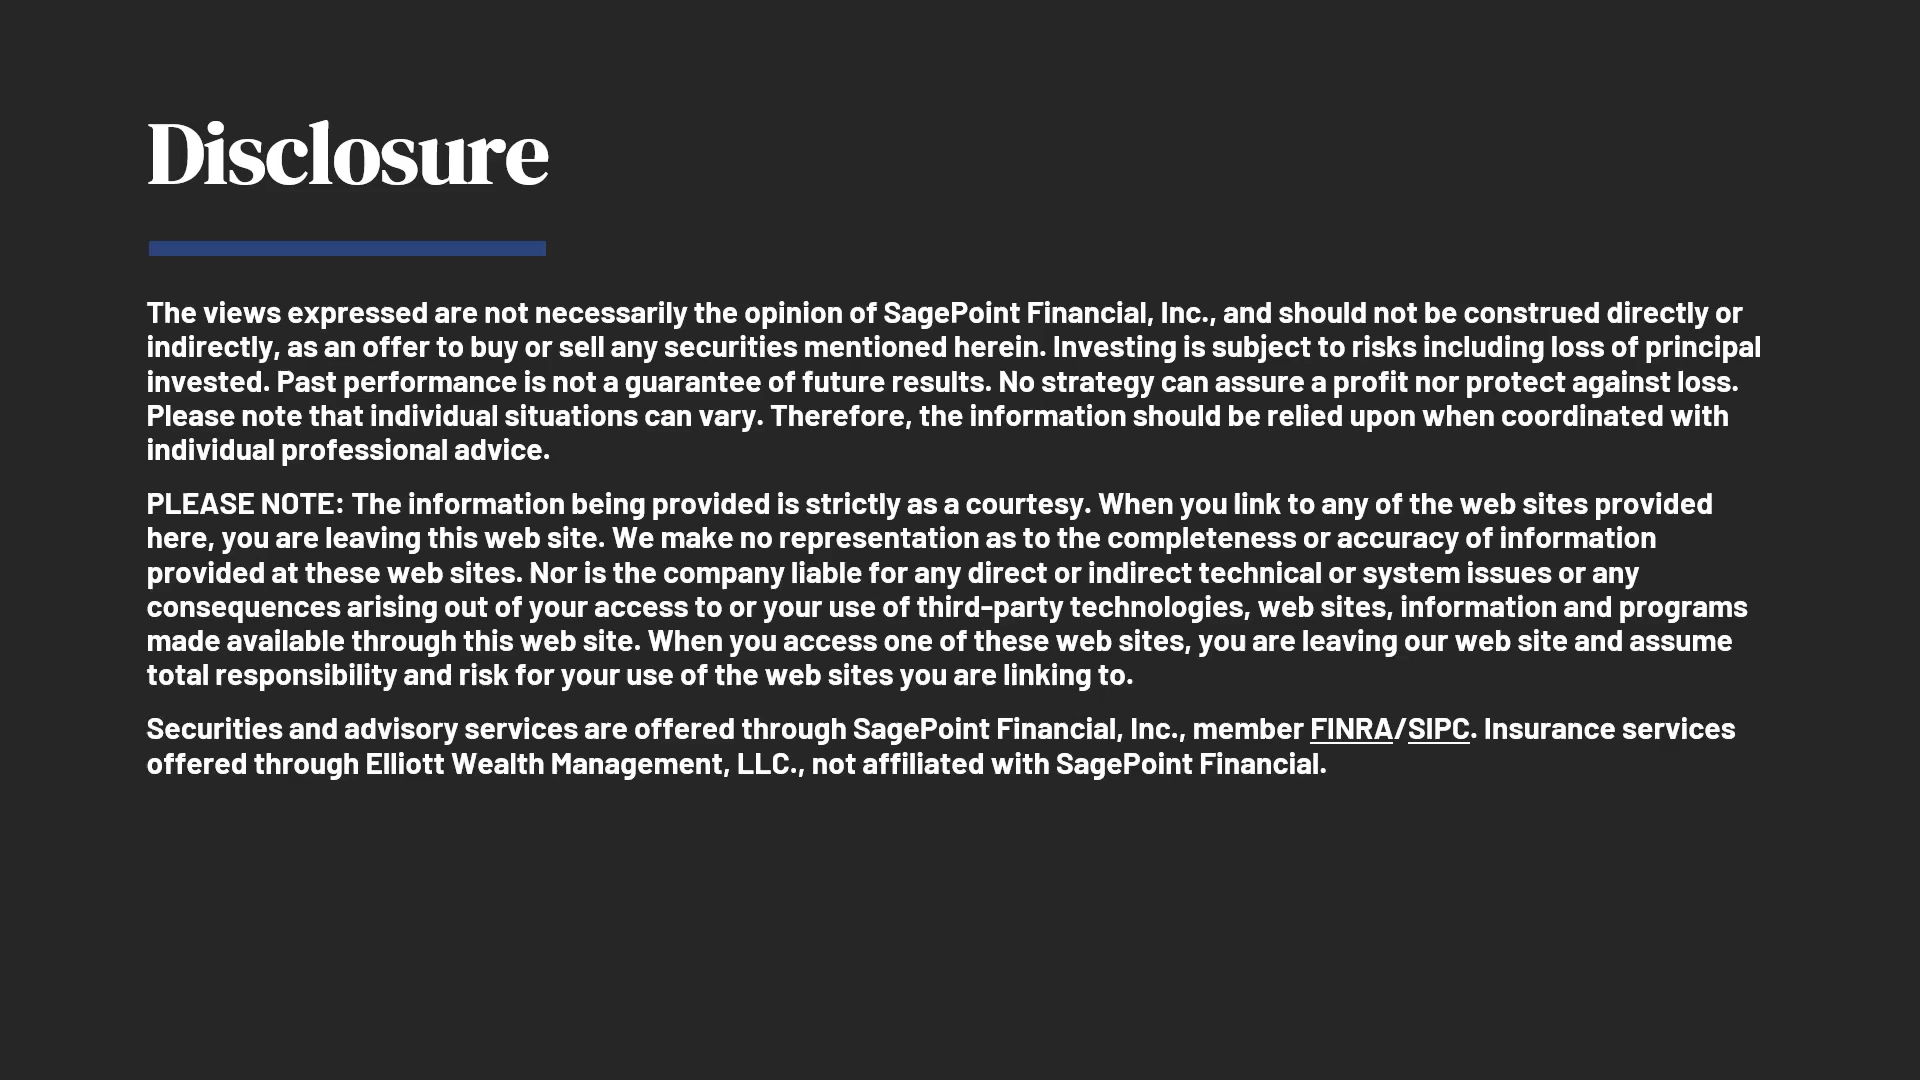 Disclosure
The views expressed are not necessarily the opinion of SagePoint Financial, Inc., and should not be construed directly or
indirectly, as an offer to buy or sell any securities mentioned herein. Investing is subject to risks including loss of principal
invested. Past performance is not a guarantee of future results. No strategy can assure a profit nor protect against loss.
Please note that individual situations can vary. Therefore, the information should be relied upon when coordinated with
individual professional advice.
PLEASE NOTE: The information being provided is strictly as a courtesy. When you link to any of the web sites provided
here, you are leaving this web site. We make no representation as to the completeness or accuracy of information
provided at these web sites. Nor is the company liable for any direct or indirect technical or system issues or any
consequences arising out of your access to or your use of third-party technologies, web sites, information and programs
made available through this web site. When you access one of these web sites, you are leaving our web site and assume
total responsibility and risk for your use of the web sites you are linking to.
Securities and advisory services are offered through SagePoint Financial, Inc., member FINRA/SIPC. Insurance services
offered through Elliott Wealth Management, LLC., not affiliated with SagePoint Financial.